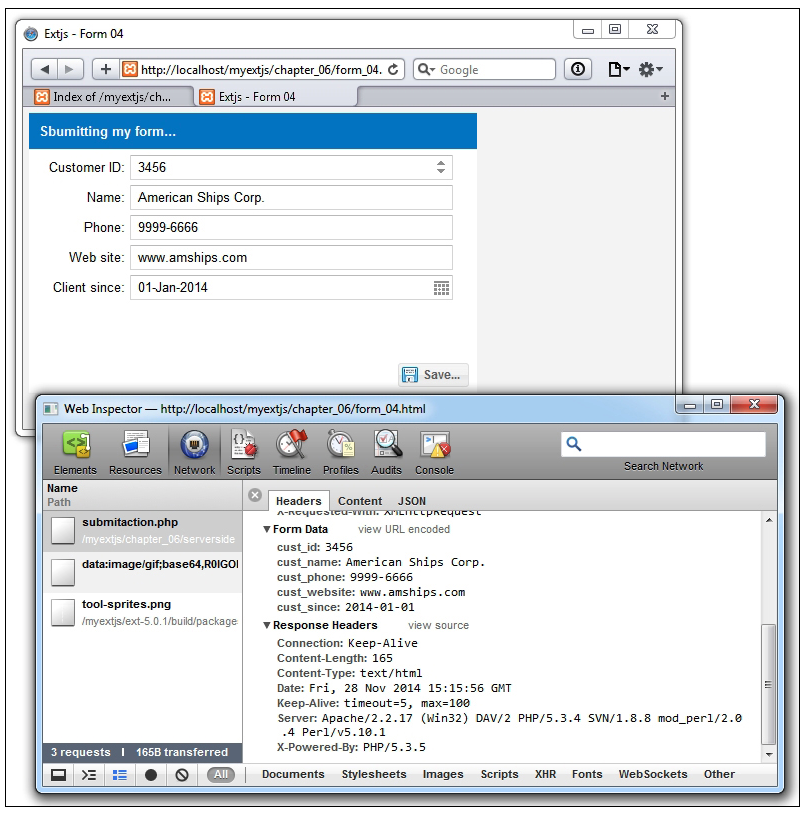 Extjs - Form 04
http://localhost/myextjs/chapter_06/form_04.
Google
Index of /myextjs/ch...
Extjs - Form 04
Sbumitting my form...
Customer ID: 3456
Name: American Ships Corp.
Phone: 9999-6666
Web site: www.amships.com
Client since: 01-Jan-2014
Save...
Web Inspector — http://localhost/myextjs/chapter_06/form_04.html
Elements Resources Network Scripts Timeline Profiles Audits Console
Search Network
Name
Path
submitaction.php
/myextjs/chapter_06/serverside
data:image/gif;base64,R0lGOl
tool-sprites.png
/myextjs/ext-5.0.1/build/package
3 requests | 165B transferred
Headers Content JSON
X-Requested-With: XMLHttpRequest
Form Data view URL encoded
cust_id: 3456
cust_name: American Ships Corp.
cust_phone: 9999-6666
cust_website: www.amships.com
cust_since: 2014-01-01
Response Headers view source
Connection: Keep-Alive
Content-Length: 165
Content-Type: text/html
Date: Fri, 28 Nov 2014 15:15:56 GMT
Keep-Alive: timeout=5, max=100
Server: Apache/2.2.17 (Win32) DAV/2 PHP/5.3.4 SVN/1.8.8 mod_perl/2.0
.4 Perl/v5.10.1
X-Powered-By: PHP/5.3.5
All Documents Stylesheets Images Scripts XHR Fonts WebSockets Other